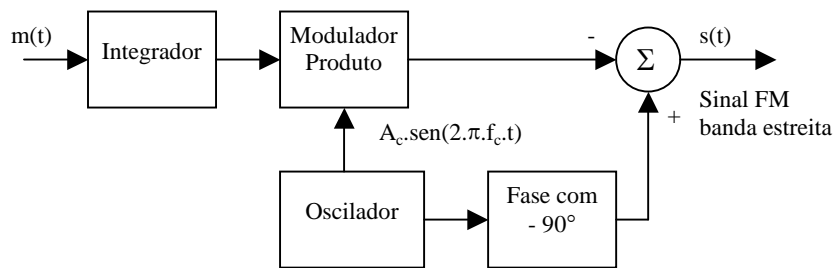 m(t)
Integrador
Modulador
Produto
-
Σ
s(t)
Sinal FM
banda estreita
+
A_c.sen(2.π.f_c.t)
Oscilador
Fase com
- 90°